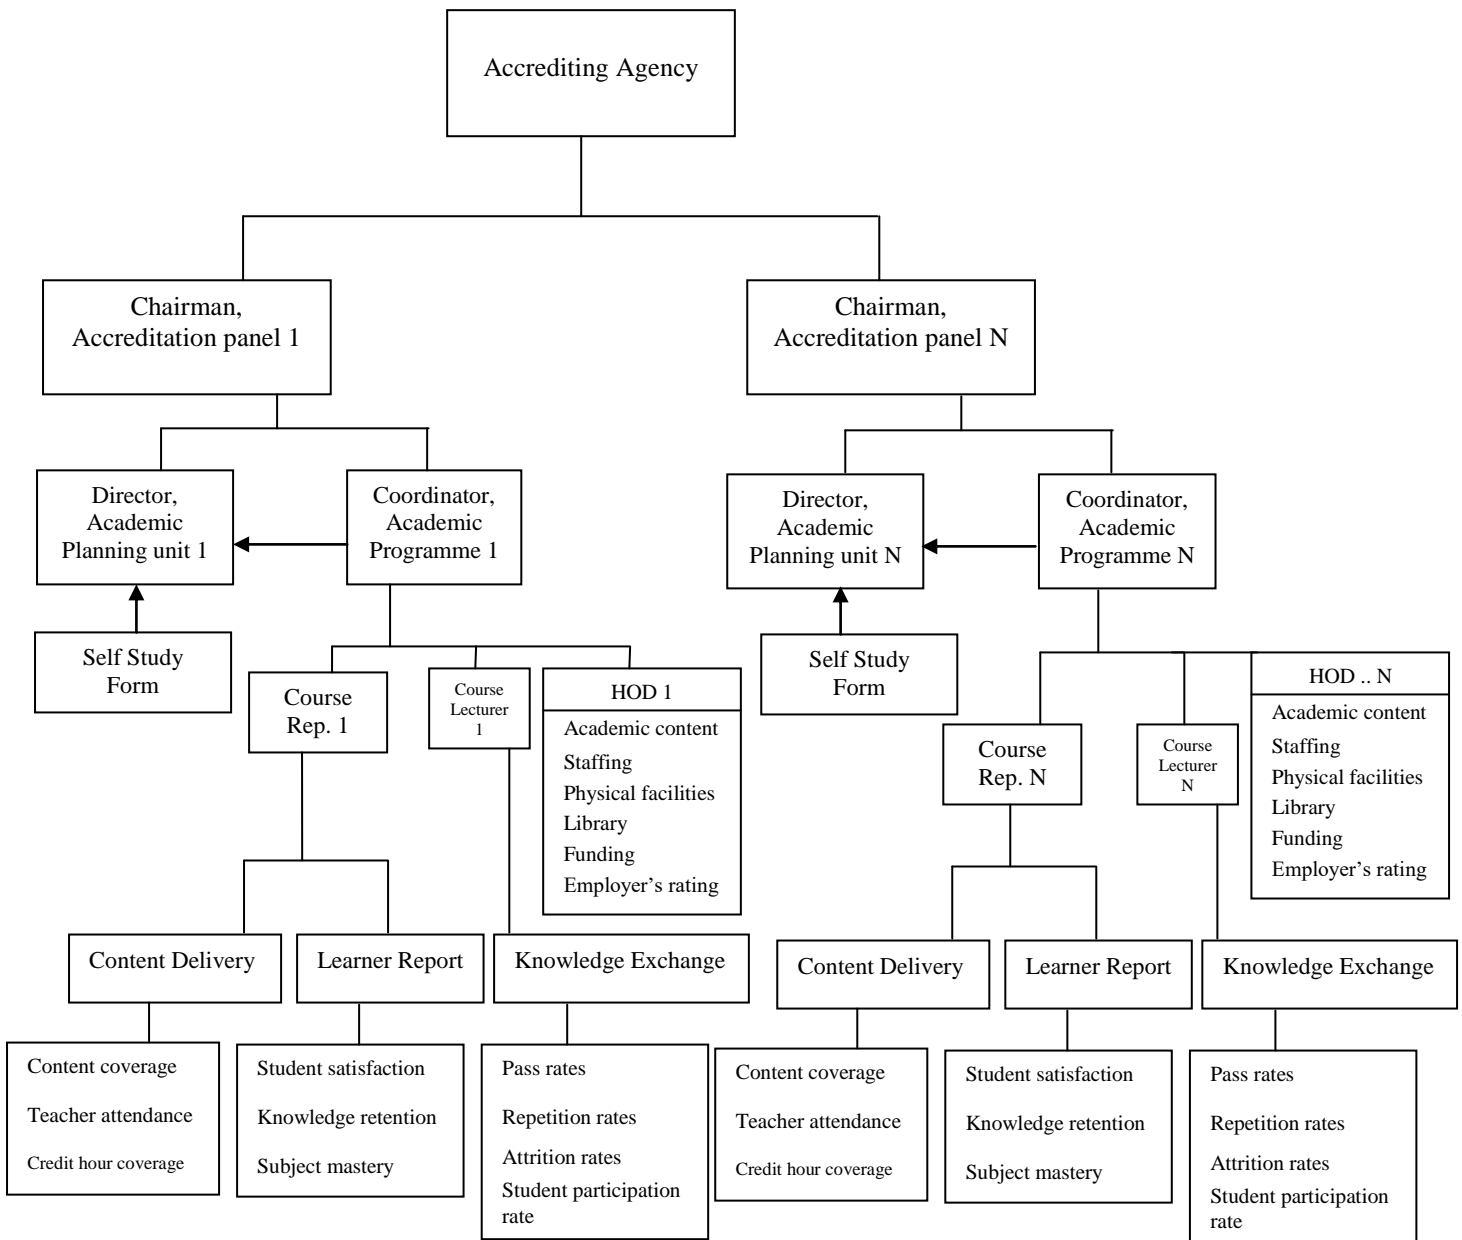 Accrediting Agency
Chairman,
Accreditation panel 1
Chairman,
Accreditation panel N
Director,
Academic
Planning unit 1
Coordinator,
Academic
Programme 1
Director,
Academic
Planning unit N
Coordinator,
Academic
Programme N
Self Study
Form
Course
Rep. 1
Course
Lecturer
1
HOD 1
Academic content
Staffing
Physical facilities
Library
Funding
Employer's rating
Self Study
Form
Course
Rep. N
Course
Lecturer
N
HOD .. N
Academic content
Staffing
Physical facilities
Library
Funding
Employer's rating
Content Delivery
Learner Report
Knowledge Exchange
Content Delivery
Learner Report
Knowledge Exchange
Content coverage
Teacher attendance
Credit hour coverage
Student satisfaction
Knowledge retention
Subject mastery
Pass rates
Repetition rates
Attrition rates
Student participation
rate
Content coverage
Teacher attendance
Credit hour coverage
Student satisfaction
Knowledge retention
Subject mastery
Pass rates
Repetition rates
Attrition rates
Student participation
rate